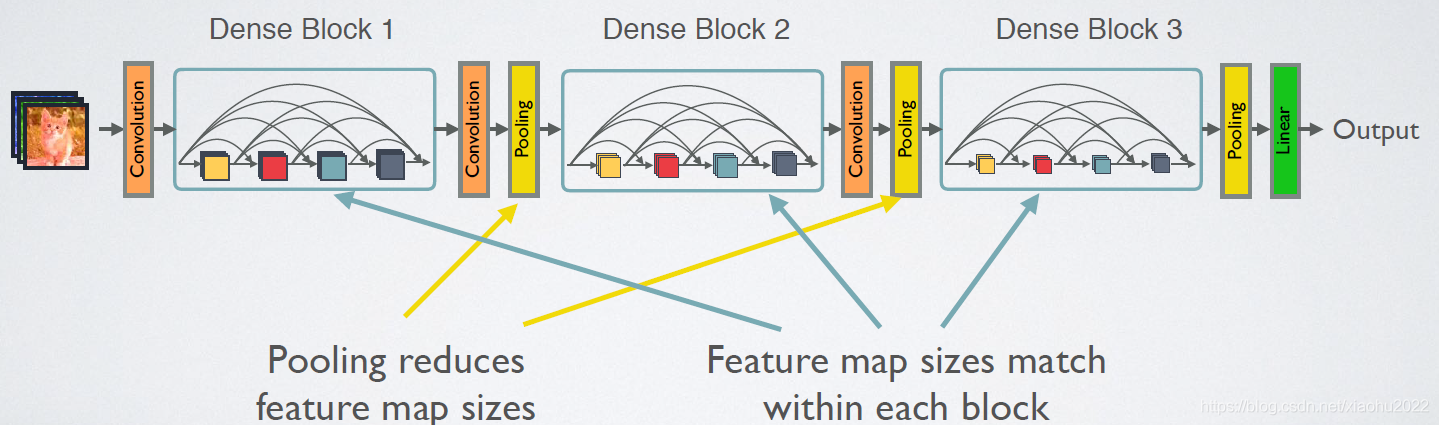 Dense Block 1
Dense Block 2
Dense Block 3
Convolution
Convolution
Pooling
Convolution
Pooling
Pooling
Linear
Output
Pooling reduces
feature map sizes
Feature map sizes match
within each block
https://blog.csdn.net/xiaohu2022